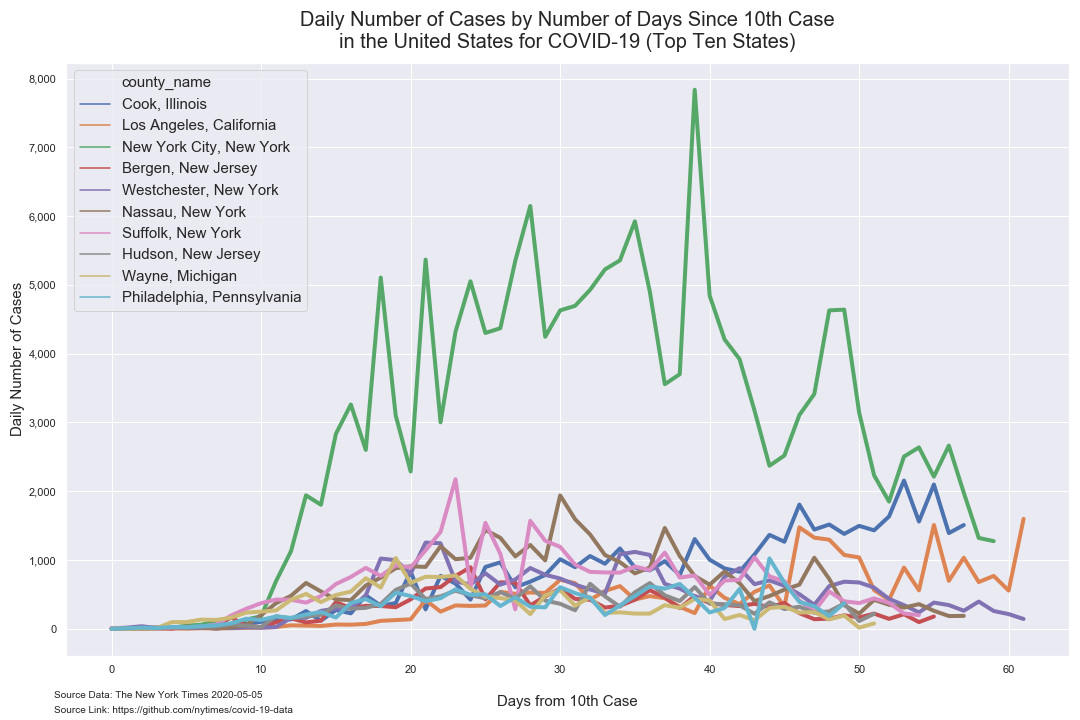 Daily Number of Cases by Number of Days Since 10th Case
in the United States for COVID-19 (Top Ten States)
county_name
Cook, Illinois
Los Angeles, California
New York City, New York
Bergen, New Jersey
Westchester, New York
Nassau, New York
Suffolk, New York
Hudson, New Jersey
Wayne, Michigan
Philadelphia, Pennsylvania
Daily Number of Cases
8,000
7,000
6,000
5,000
4,000
3,000
2,000
1,000
0
0 10 20 30 40 50 60
Days from 10th Case
Source Data: The New York Times 2020-05-05
Source Link: https://github.com/nytimes/covid-19-data